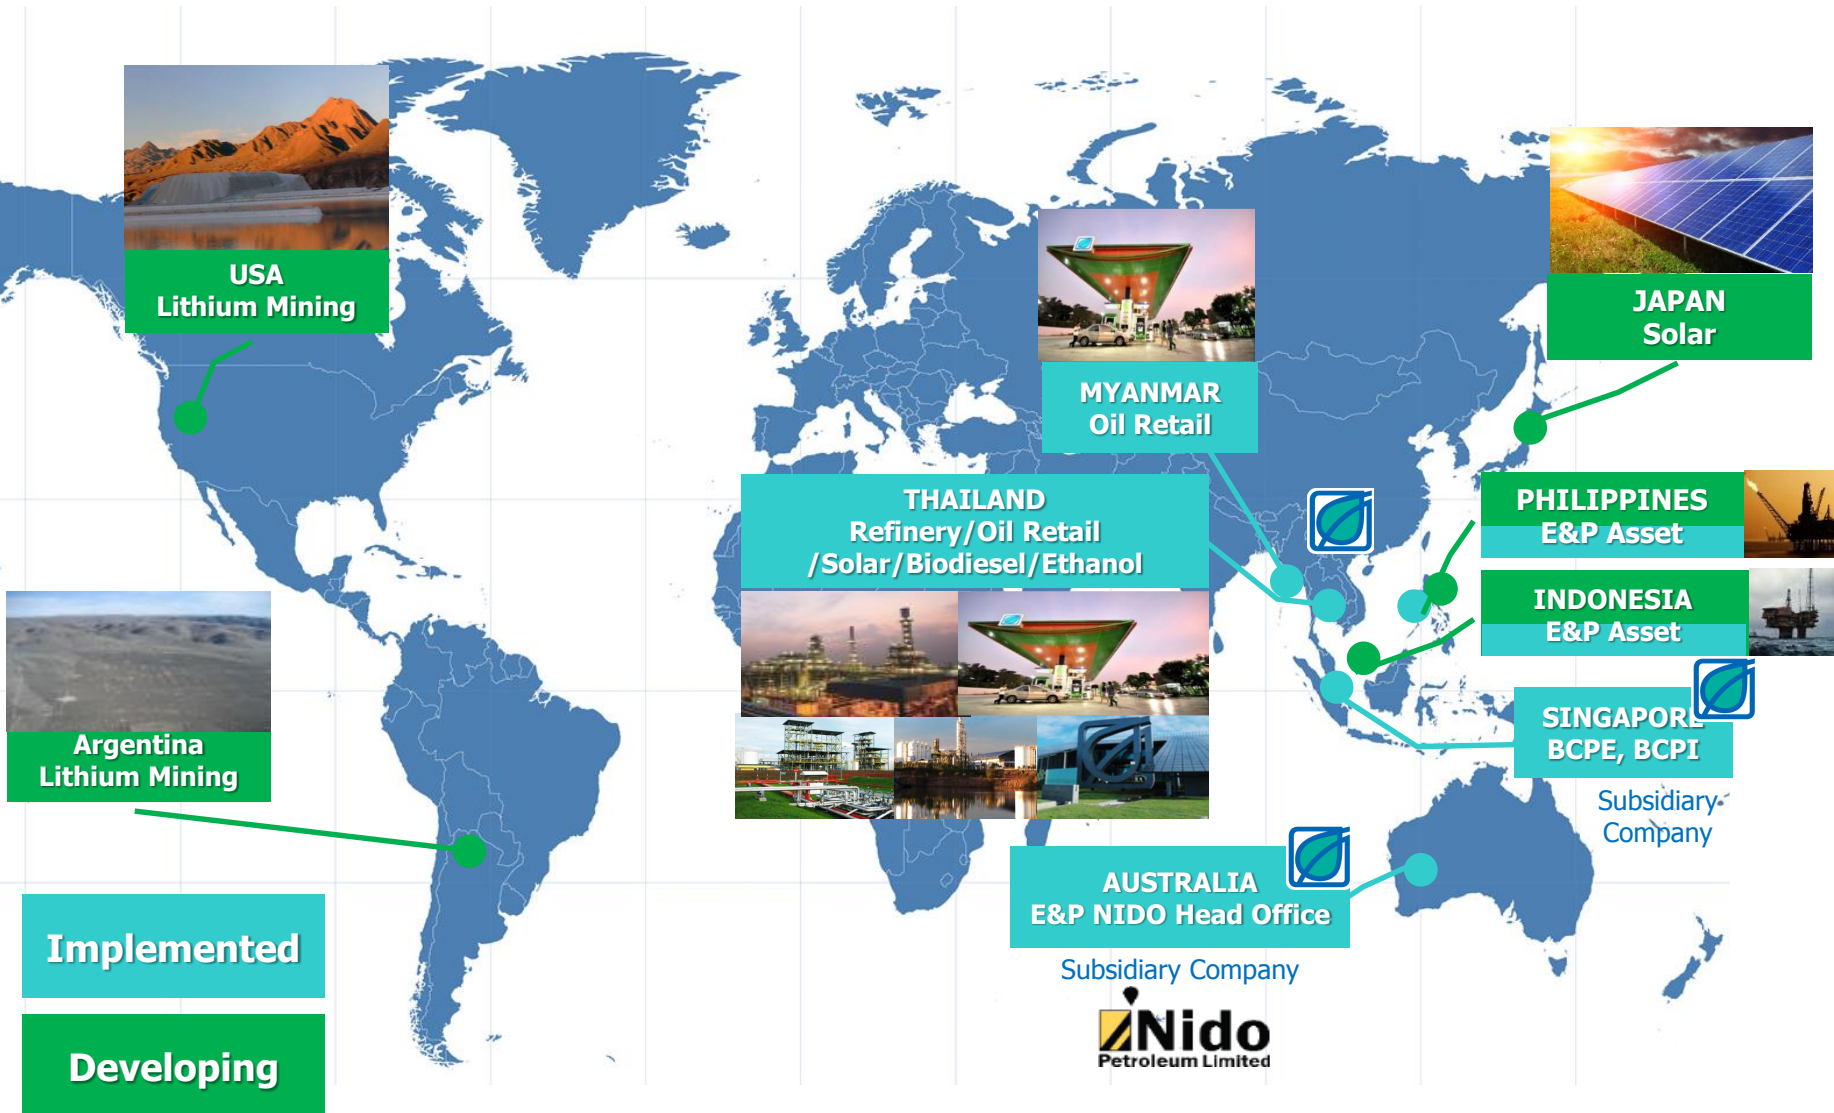 USA
Lithium Mining
JAPAN
Solar
MYANMAR
Oil Retail
THAILAND
Refinery/Oil Retail
/Solar/Biodiesel/Ethanol
PHILIPPINES
E&P Asset
INDONESIA
E&P Asset
SINGAPORE
BCPE, BCPI
Subsidiary
Company
Argentina
Lithium Mining
AUSTRALIA
E&P NIDO Head Office
Subsidiary Company
Nido
Petroleum Limited
Implemented
Developing